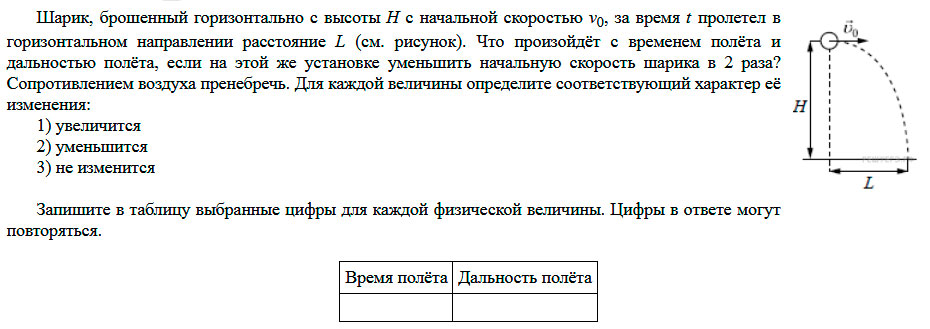 Шарик, брошенный горизонтально с высоты H с начальной скоростью v₀, за время t пролетел в
горизонтальном направлении расстояние L (см. рисунок). Что произойдёт с временем полёта и
дальностью полёта, если на этой же установке уменьшить начальную скорость шарика в 2 раза?
Сопротивлением воздуха пренебречь. Для каждой величины определите соответствующий характер её
изменения:
1) увеличится
2) уменьшится
3) не изменится
Запишите в таблицу выбранные цифры для каждой физической величины. Цифры в ответе могут
повторяться.
Время полёта Дальность полёта
v⃗₀
H
L